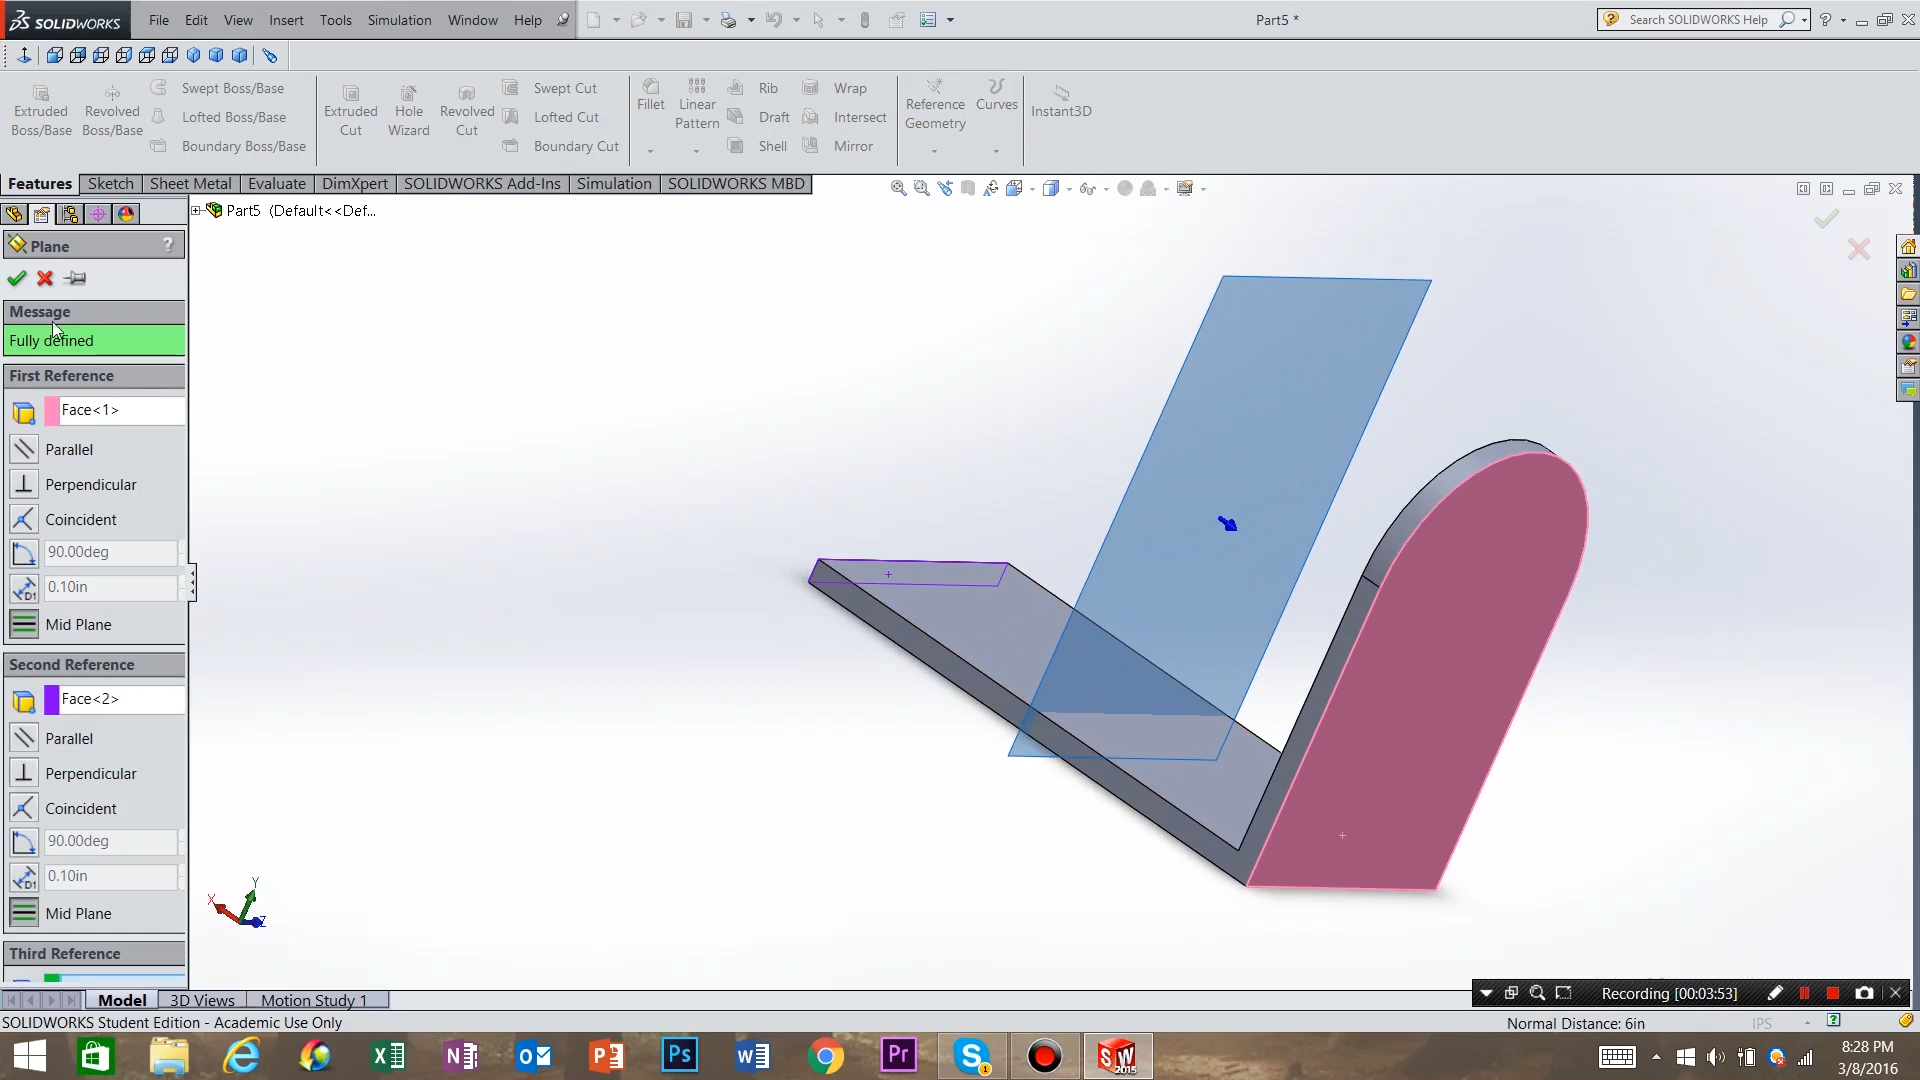 SOLIDWORKS File Edit View Insert Tools Simulation Window Help Part5 * Search SOLIDWORKS Help
Extruded Boss/Base
Revolved Boss/Base
Swept Boss/Base
Lofted Boss/Base
Boundary Boss/Base
Extruded Cut
Hole Wizard
Revolved Cut
Swept Cut
Lofted Cut
Boundary Cut
Fillet
Linear Pattern
Rib
Draft
Shell
Wrap
Intersect
Mirror
Reference Geometry
Curves
Instant3D
Features Sketch Sheet Metal Evaluate DimXpert SOLIDWORKS Add-Ins Simulation SOLIDWORKS MBD
Part5 (Default<<Def...
Plane ?
Message
Fully defined
First Reference
Face<1>
Parallel
Perpendicular
Coincident
90.00deg
0.10in
Mid Plane
Second Reference
Face<2>
Parallel
Perpendicular
Coincident
90.00deg
0.10in
Mid Plane
Third Reference
X Y Z
Model 3D Views Motion Study 1
Recording [00:03:53]
SOLIDWORKS Student Edition - Academic Use Only
Normal Distance: 6in IPS
8:28 PM
3/8/2016